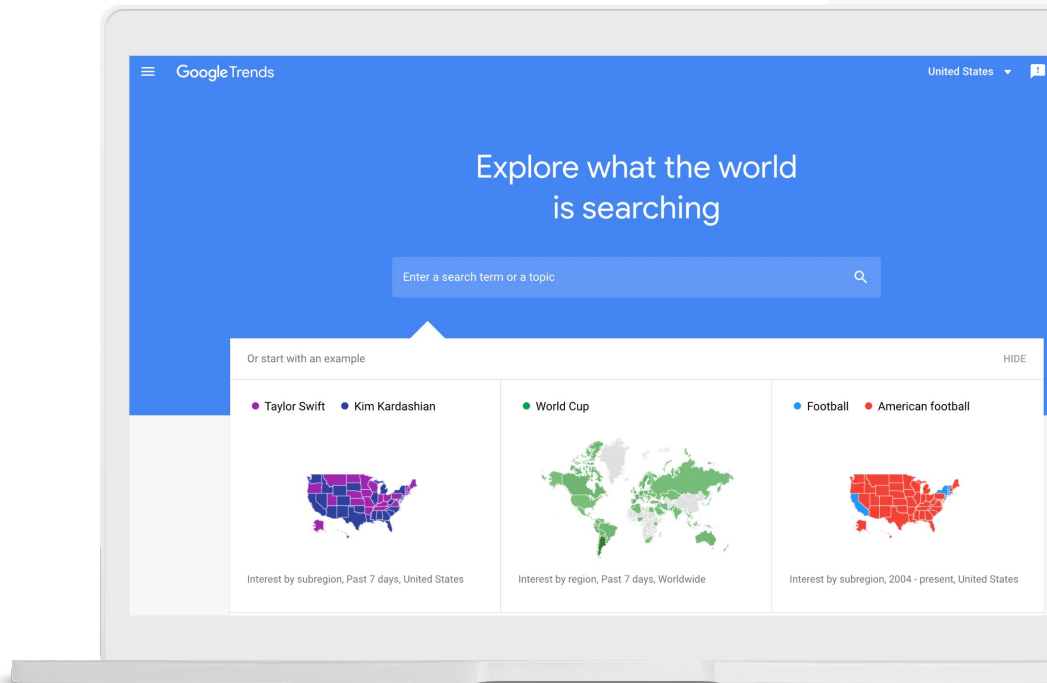 Google Trends
United States
Explore what the world
is searching
Enter a search term or a topic
Or start with an example
HIDE
Taylor Swift
Kim Kardashian
World Cup
Football
American football
Interest by subregion, Past 7 days, United States
Interest by region, Past 7 days, Worldwide
Interest by subregion, 2004 - present, United States